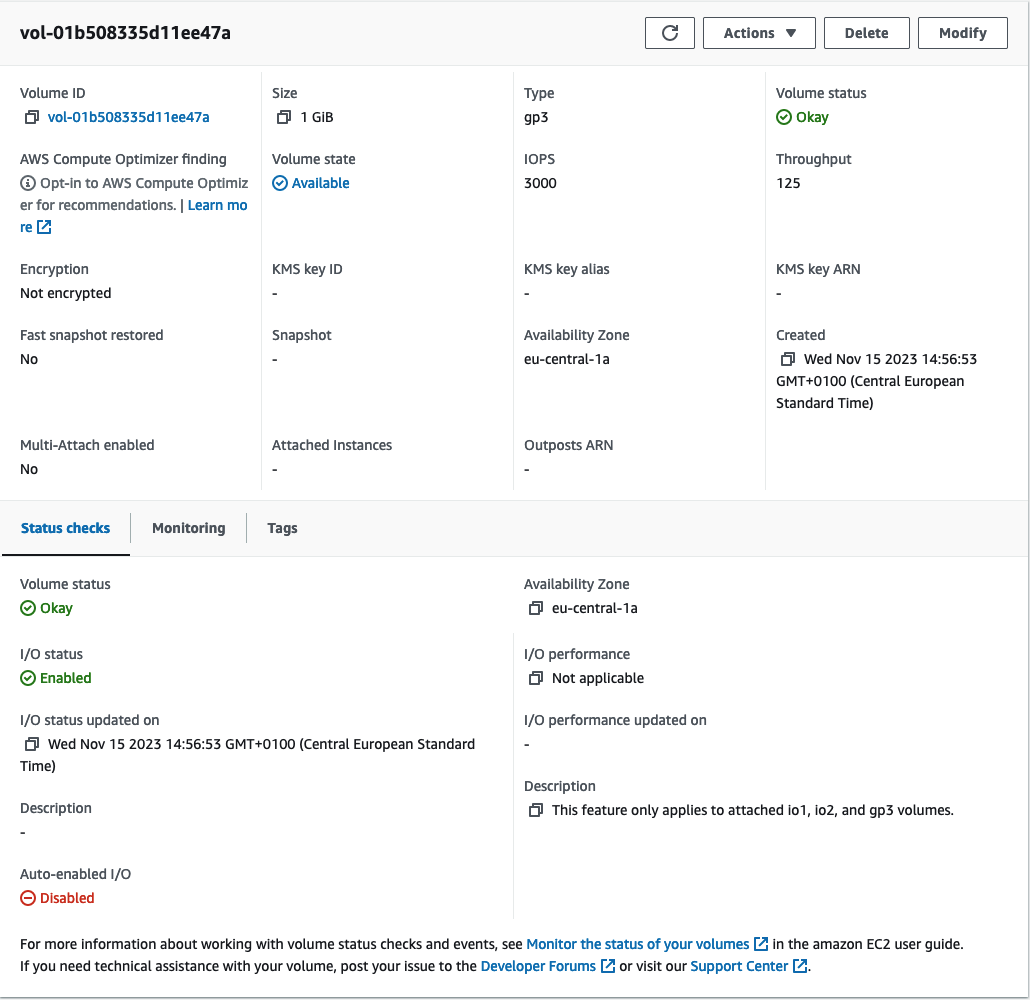 vol-01b508335d11ee47a
Actions
Delete
Modify
Volume ID
vol-01b508335d11ee47a
Size
1 GiB
Type
gp3
Volume status
Okay
AWS Compute Optimizer finding
Opt-in to AWS Compute Optimiz
er for recommendations. | Learn mo
re
Volume state
Available
IOPS
3000
Throughput
125
Encryption
Not encrypted
KMS key ID
-
KMS key alias
-
KMS key ARN
-
Fast snapshot restored
No
Snapshot
-
Availability Zone
eu-central-1a
Created
Wed Nov 15 2023 14:56:53
GMT+0100 (Central European
Standard Time)
Multi-Attach enabled
No
Attached Instances
-
Outposts ARN
-
Status checks
Monitoring
Tags
Volume status
Okay
Availability Zone
eu-central-1a
I/O status
Enabled
I/O performance
Not applicable
I/O status updated on
Wed Nov 15 2023 14:56:53 GMT+0100 (Central European Standard
Time)
I/O performance updated on
-
Description
-
Description
This feature only applies to attached io1, io2, and gp3 volumes.
Auto-enabled I/O
Disabled
For more information about working with volume status checks and events, see Monitor the status of your volumes in the amazon EC2 user guide.
If you need technical assistance with your volume, post your issue to the Developer Forums or visit our Support Center.